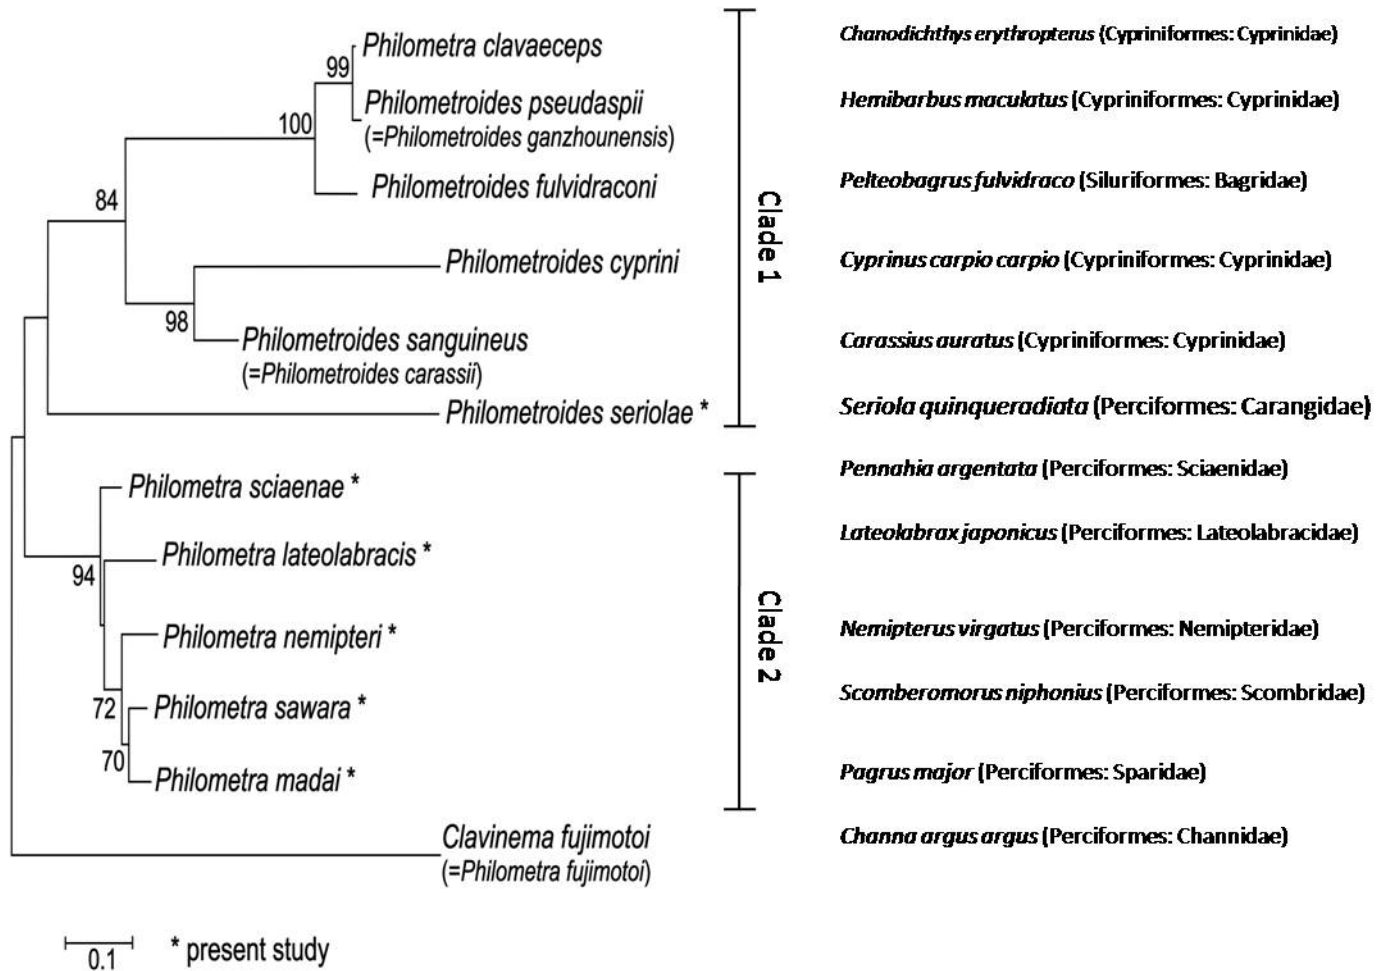 Philometra clavaeceps
Chanodichthys erythropterus (Cypriniformes: Cyprinidae)
99
Philometroides pseudaspii
(=Philometroides ganzhounensis)
Hemibarbus maculatus (Cypriniformes: Cyprinidae)
100
Philometroides fulvidraconi
Pelteobagrus fulvidraco (Siluriformes: Bagridae)
84
Clade 1
Philometroides cyprini
Cyprinus carpio carpio (Cypriniformes: Cyprinidae)
98
Philometroides sanguineus
(=Philometroides carassii)
Carassius auratus (Cypriniformes: Cyprinidae)
Philometroides seriolae *
Seriola quinqueradiata (Perciformes: Carangidae)
Philometra sciaenae *
Pennahia argentata (Perciformes: Sciaenidae)
Philometra lateolabracis *
Lateolabrax japonicus (Perciformes: Lateolabracidae)
94
Clade 2
Philometra nemipteri *
Nemipterus virgatus (Perciformes: Nemipteridae)
72
Philometra sawara *
Scomberomorus niphonius (Perciformes: Scombridae)
70
Philometra madai *
Pagrus major (Perciformes: Sparidae)
Clavinema fujimotoi
(=Philometra fujimotoi)
Channa argus argus (Perciformes: Channidae)
0.1
* present study